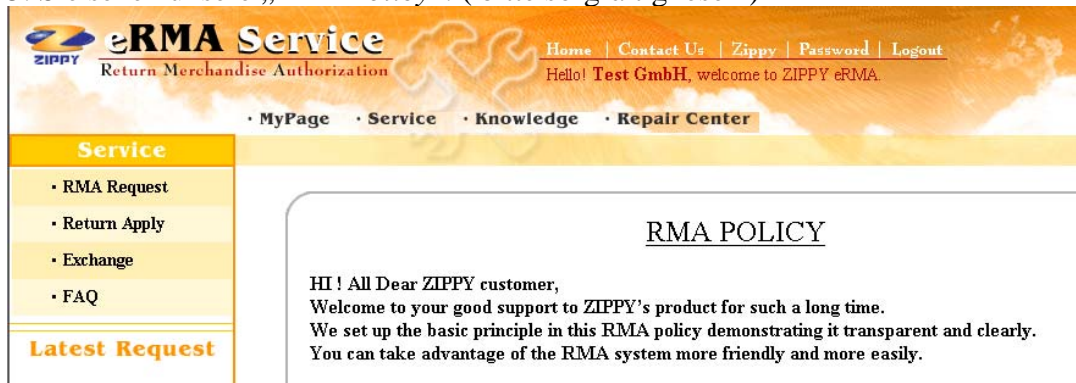 ZIPPY
eRMA Service
Return Merchandise Authorization
Home | Contact Us | Zippy | Password | Logout
Hello! Test GmbH, welcome to ZIPPY eRMA.
· MyPage · Service · Knowledge · Repair Center
Service
· RMA Request
· Return Apply
· Exchange
· FAQ
Latest Request
RMA POLICY
HI ! All Dear ZIPPY customer,
Welcome to your good support to ZIPPY's product for such a long time.
We set up the basic principle in this RMA policy demonstrating it transparent and clearly.
You can take advantage of the RMA system more friendly and more easily.